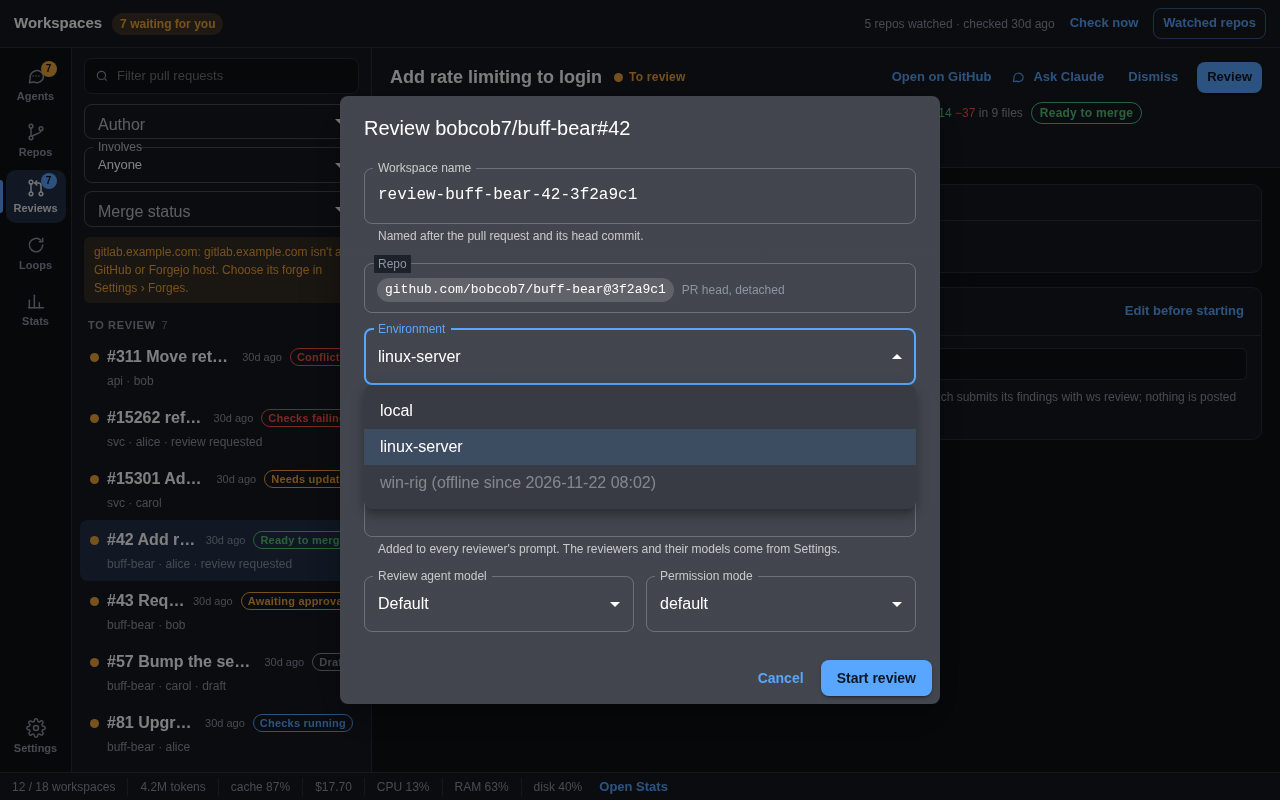 Workspaces 7 waiting for you 5 repos watched · checked 30d ago Check now Watched repos
7
Agents
Repos
7
Reviews
Loops
Stats
Settings
Filter pull requests
Author
Involves
Anyone
Merge status
gitlab.example.com: gitlab.example.com isn't a
GitHub or Forgejo host. Choose its forge in
Settings › Forges.
TO REVIEW 7
#311 Move ret… 30d ago Conflict
api · bob
#15262 ref… 30d ago Checks failin
svc · alice · review requested
#15301 Ad… 30d ago Needs updat
svc · carol
#42 Add r… 30d ago Ready to merg
buff-bear · alice · review requested
#43 Req… 30d ago Awaiting approva
buff-bear · bob
#57 Bump the se… 30d ago Draf
buff-bear · carol · draft
#81 Upgr… 30d ago Checks running
buff-bear · alice
Add rate limiting to login To review Open on GitHub Ask Claude Dismiss Review
14 −37 in 9 files Ready to merge
Edit before starting
ch submits its findings with ws review; nothing is posted
Review bobcob7/buff-bear#42
Workspace name
review-buff-bear-42-3f2a9c1
Named after the pull request and its head commit.
Repo
github.com/bobcob7/buff-bear@3f2a9c1 PR head, detached
Environment
linux-server
local
linux-server
win-rig (offline since 2026-11-22 08:02)
Added to every reviewer's prompt. The reviewers and their models come from Settings.
Review agent model
Default
Permission mode
default
Cancel Start review
12 / 18 workspaces 4.2M tokens cache 87% $17.70 CPU 13% RAM 63% disk 40% Open Stats